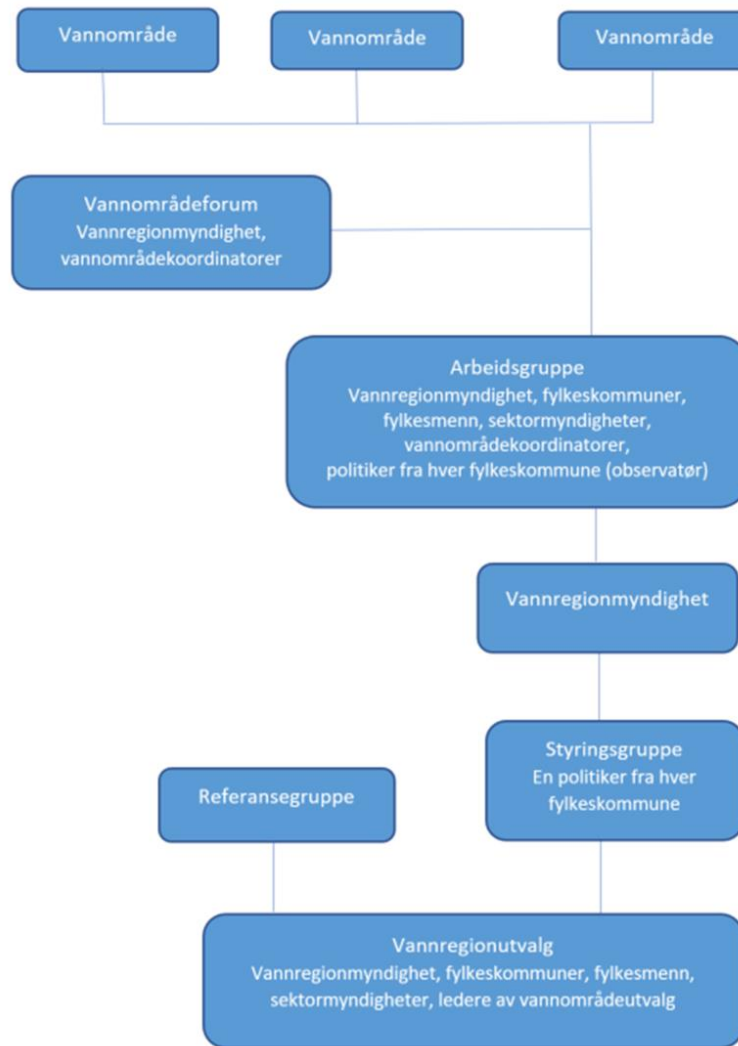 Vannområde
Vannområde
Vannområde
Vannområdeforum
Vannregionmyndighet,
vannområdekoordinatorer
Arbeidsgruppe
Vannregionmyndighet, fylkeskommuner,
fylkesmenn, sektormyndigheter,
vannområdekoordinatorer,
politiker fra hver fylkeskommune (observatør)
Vannregionmyndighet
Styringsgruppe
En politiker fra hver
fylkeskommune
Referansegruppe
Vannregionutvalg
Vannregionmyndighet, fylkeskommuner, fylkesmenn,
sektormyndigheter, ledere av vannområdeutvalg